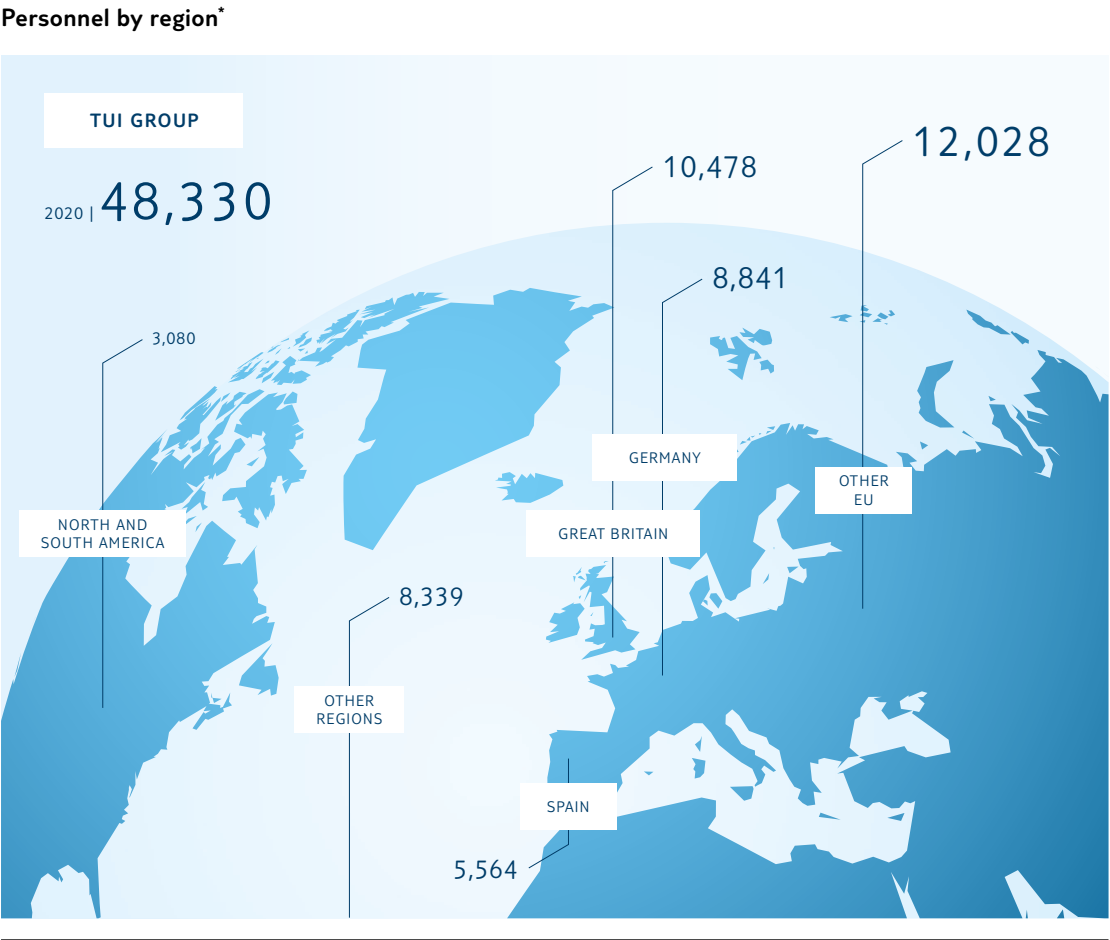 Personnel by region*
TUI GROUP
2020 | 48,330
12,028
10,478
8,841
3,080
GERMANY
OTHER
EU
NORTH AND
SOUTH AMERICA
GREAT BRITAIN
8,339
OTHER
REGIONS
SPAIN
5,564